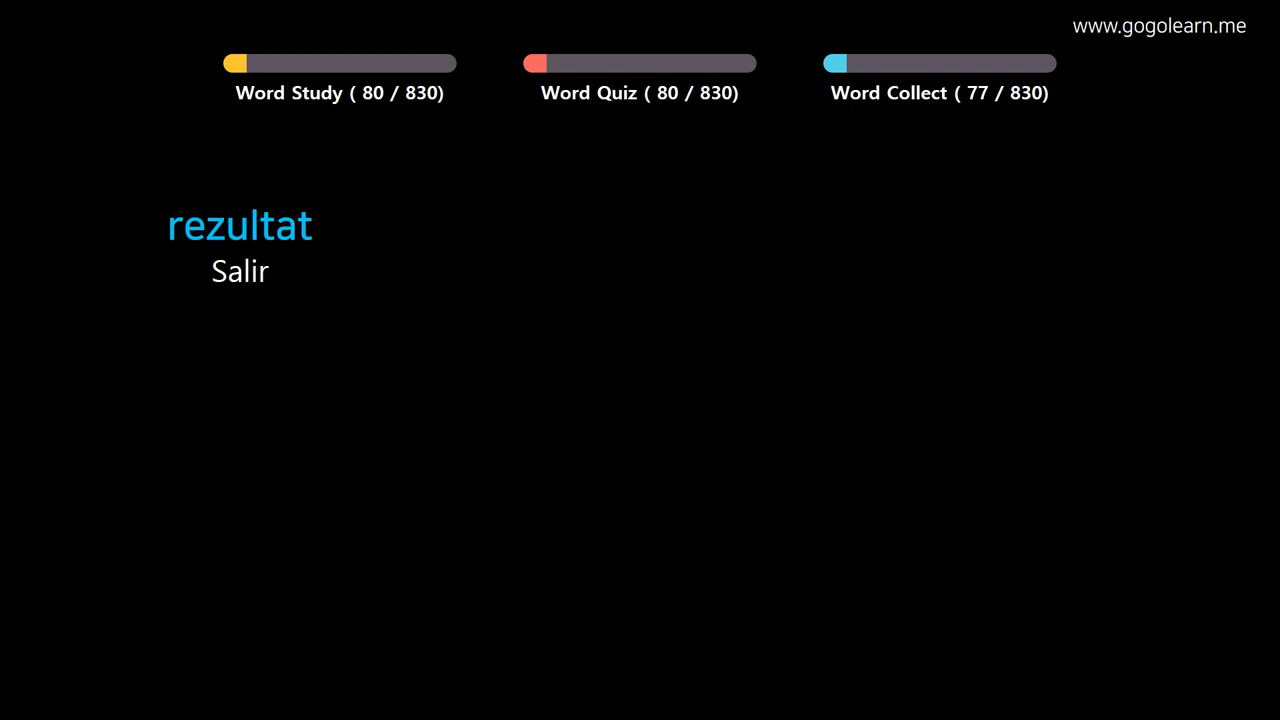 www.gogolearn.me
Word Study ( 80 / 830)
Word Quiz ( 80 / 830)
Word Collect ( 77 / 830)
rezultat
Salir